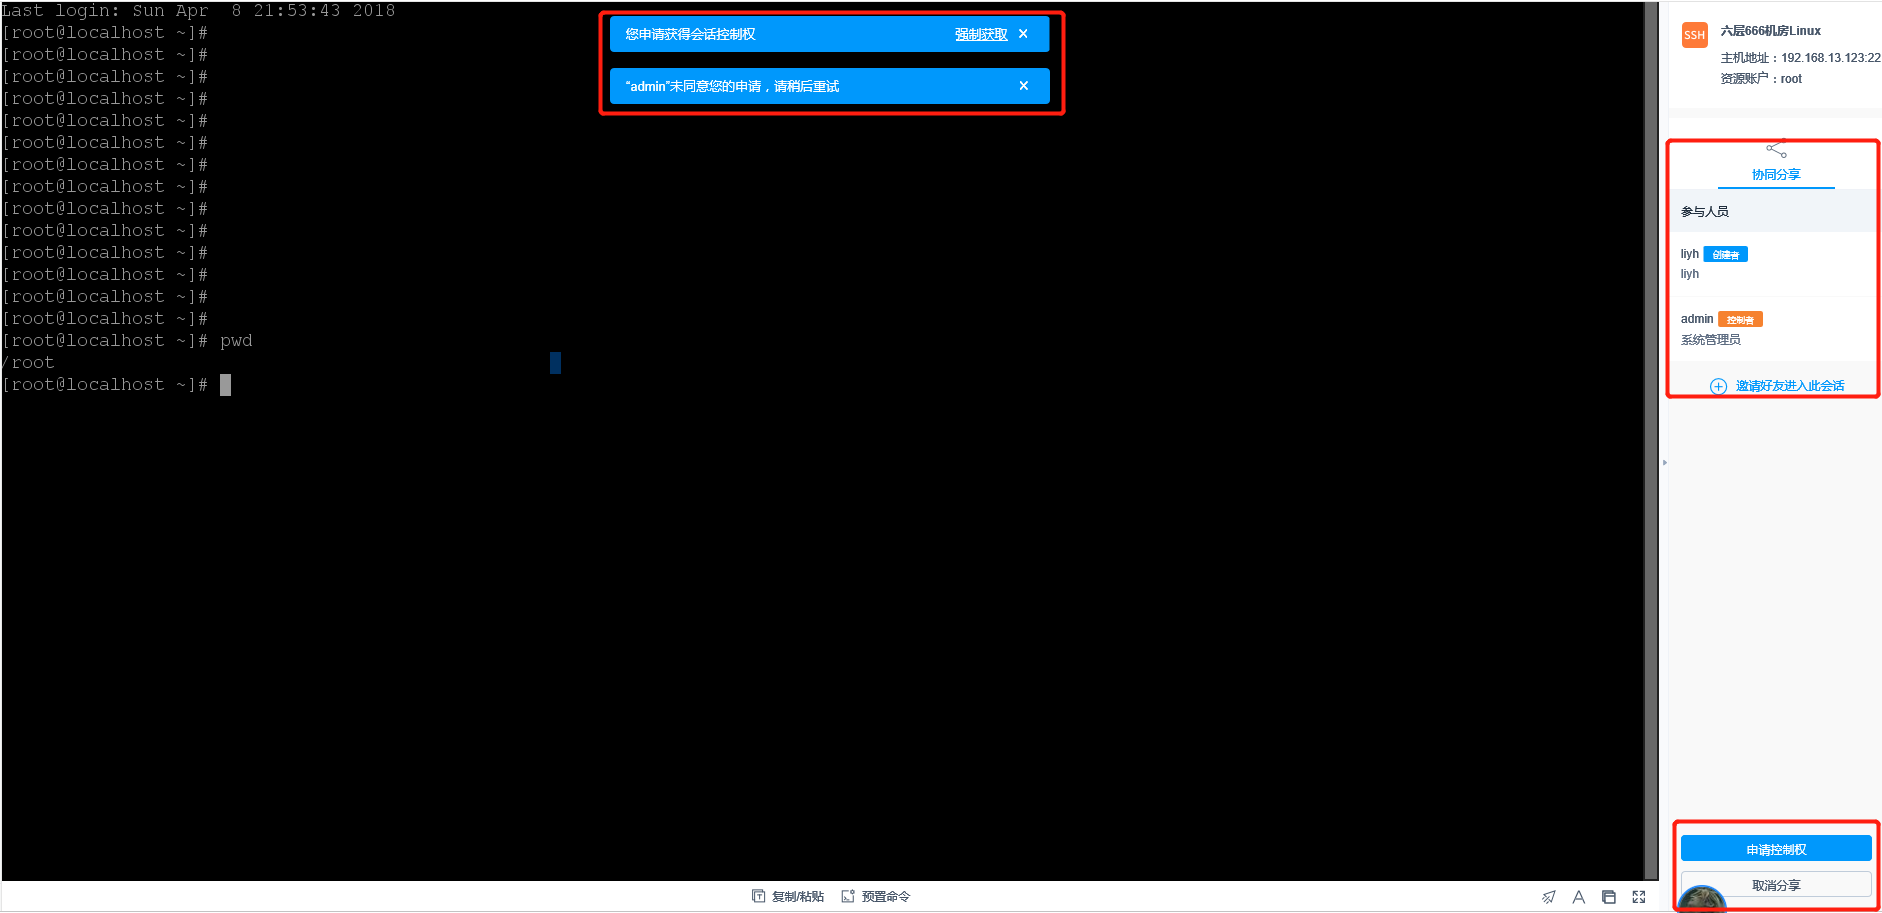 Last login: Sun Apr  8 21:53:43 2018
[root@localhost ~]#
[root@localhost ~]#
[root@localhost ~]#
[root@localhost ~]#
[root@localhost ~]#
[root@localhost ~]#
[root@localhost ~]#
[root@localhost ~]#
[root@localhost ~]#
[root@localhost ~]#
[root@localhost ~]#
[root@localhost ~]#
[root@localhost ~]#
[root@localhost ~]#
[root@localhost ~]# pwd
/root
[root@localhost ~]#
您申请获得会话控制权 强制获取 ×
“admin”未同意您的申请，请稍后重试 ×
SSH 六层666机房Linux
主机地址：192.168.13.123:22
资源账户：root
协同分享
参与人员
liyh 创建者
liyh
admin 控制者
系统管理员
邀请好友进入此会话
申请控制权
取消分享
复制/粘贴 预置命令